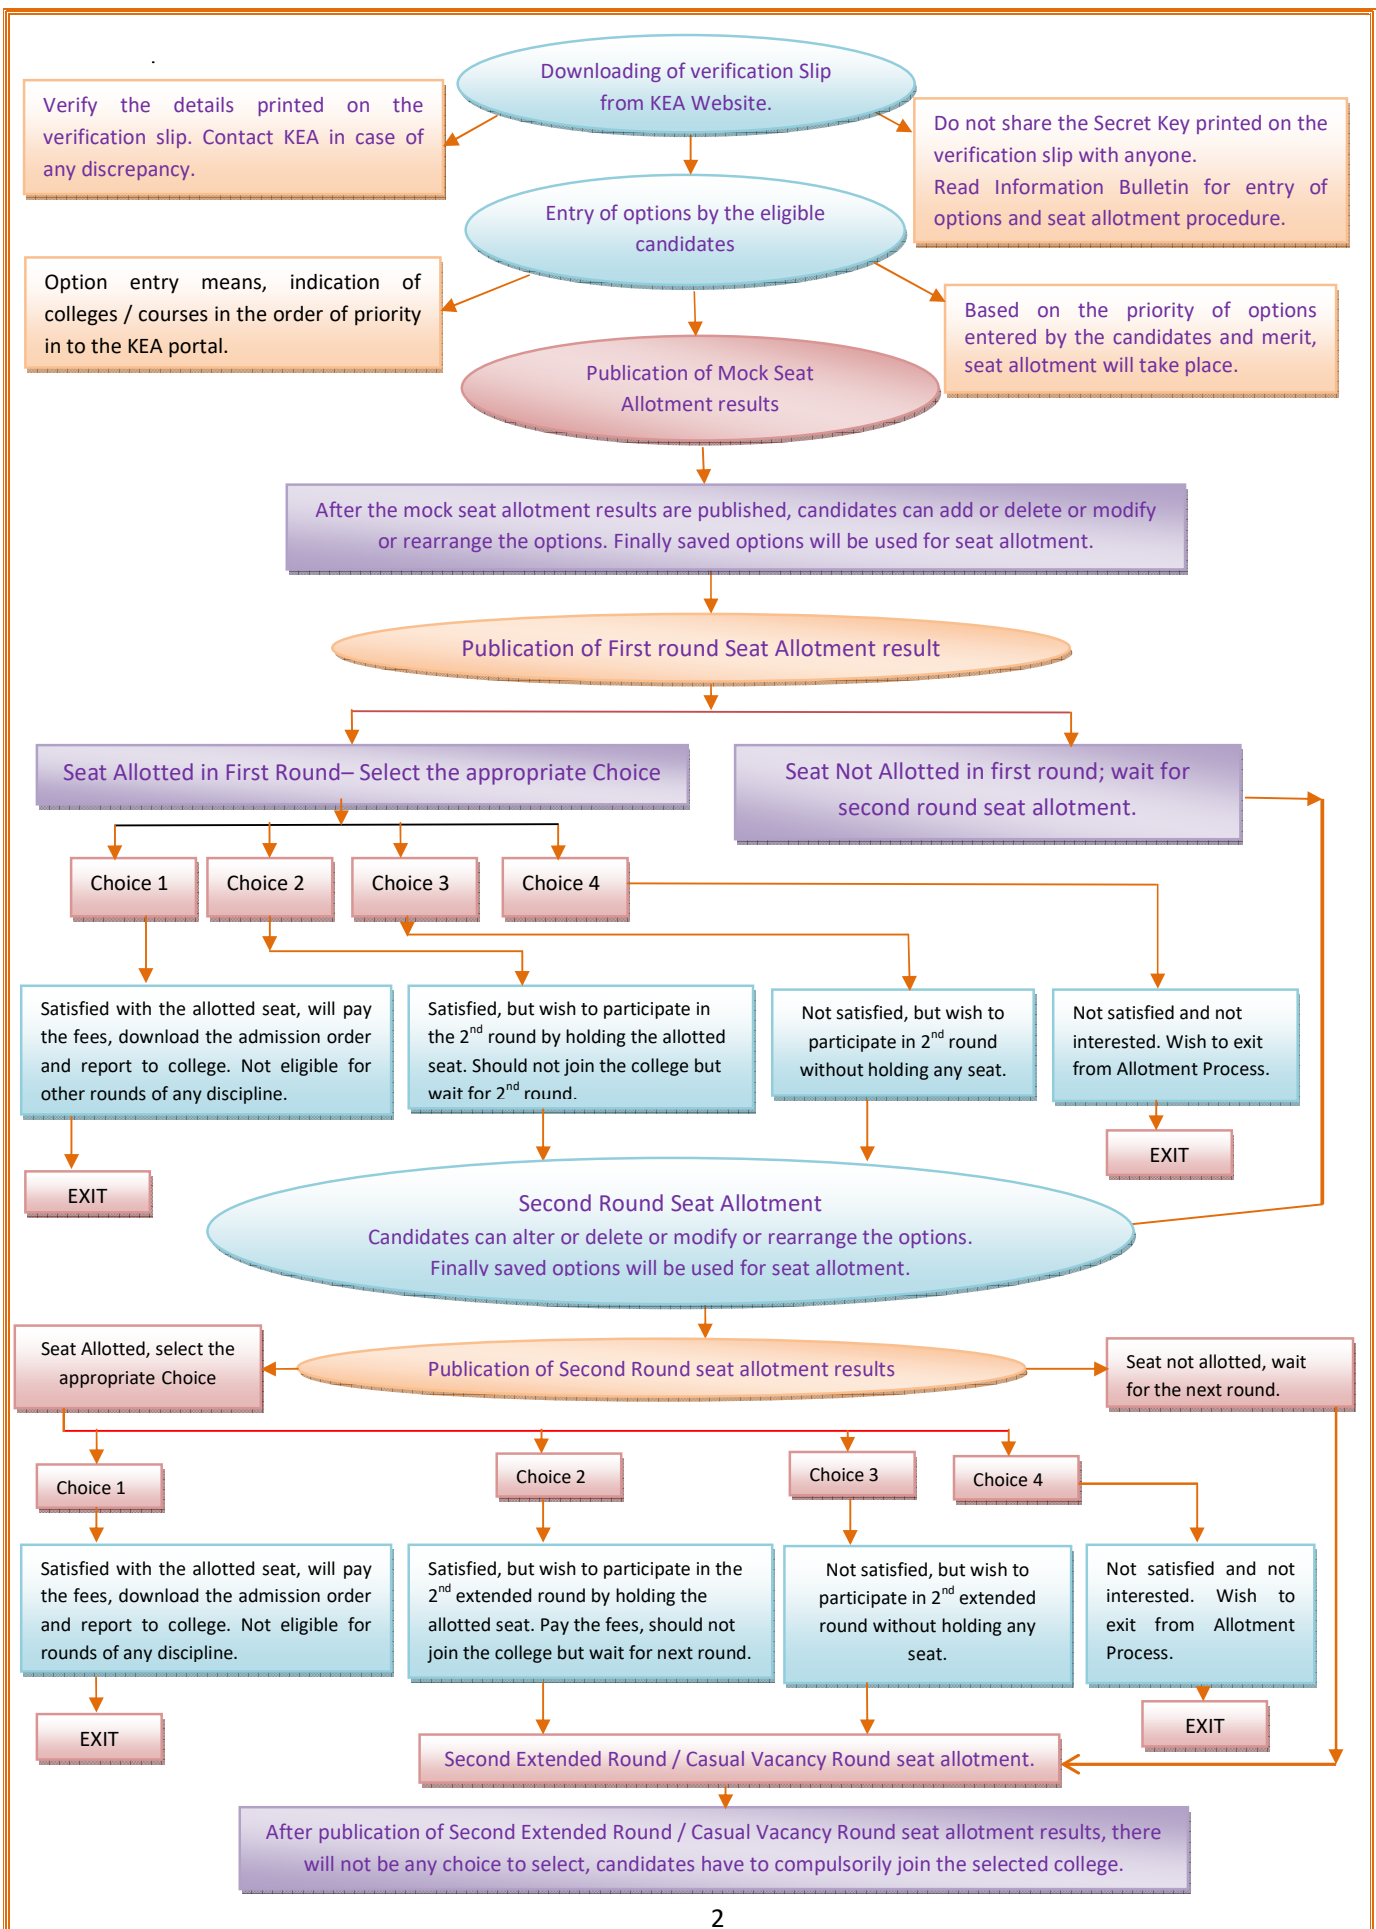 Downloading of verification Slip
from KEA Website.
Verify the details printed on the
verification slip. Contact KEA in case of
any discrepancy.
Do not share the Secret Key printed on the
verification slip with anyone.
Read Information Bulletin for entry of
options and seat allotment procedure.
Entry of options by the eligible
candidates
Option entry means, indication of
colleges / courses in the order of priority
in to the KEA portal.
Based on the priority of options
entered by the candidates and merit,
seat allotment will take place.
Publication of Mock Seat
Allotment results
After the mock seat allotment results are published, candidates can add or delete or modify
or rearrange the options. Finally saved options will be used for seat allotment.
Publication of First round Seat Allotment result
Seat Allotted in First Round– Select the appropriate Choice
Seat Not Allotted in first round; wait for
second round seat allotment.
Choice 1
Choice 2
Choice 3
Choice 4
Satisfied with the allotted seat, will pay
the fees, download the admission order
and report to college. Not eligible for
other rounds of any discipline.
Satisfied, but wish to participate in
the 2nd round by holding the allotted
seat. Should not join the college but
wait for 2nd round.
Not satisfied, but wish to
participate in 2nd round
without holding any seat.
Not satisfied and not
interested. Wish to exit
from Allotment Process.
EXIT
EXIT
Second Round Seat Allotment
Candidates can alter or delete or modify or rearrange the options.
Finally saved options will be used for seat allotment.
Seat Allotted, select the
appropriate Choice
Publication of Second Round seat allotment results
Seat not allotted, wait
for the next round.
Choice 1
Choice 2
Choice 3
Choice 4
Satisfied with the allotted seat, will pay
the fees, download the admission order
and report to college. Not eligible for
rounds of any discipline.
Satisfied, but wish to participate in the
2nd extended round by holding the
allotted seat. Pay the fees, should not
join the college but wait for next round.
Not satisfied, but wish to
participate in 2nd extended
round without holding any
seat.
Not satisfied and not
interested. Wish to
exit from Allotment
Process.
EXIT
EXIT
Second Extended Round / Casual Vacancy Round seat allotment.
After publication of Second Extended Round / Casual Vacancy Round seat allotment results, there
will not be any choice to select, candidates have to compulsorily join the selected college.
2